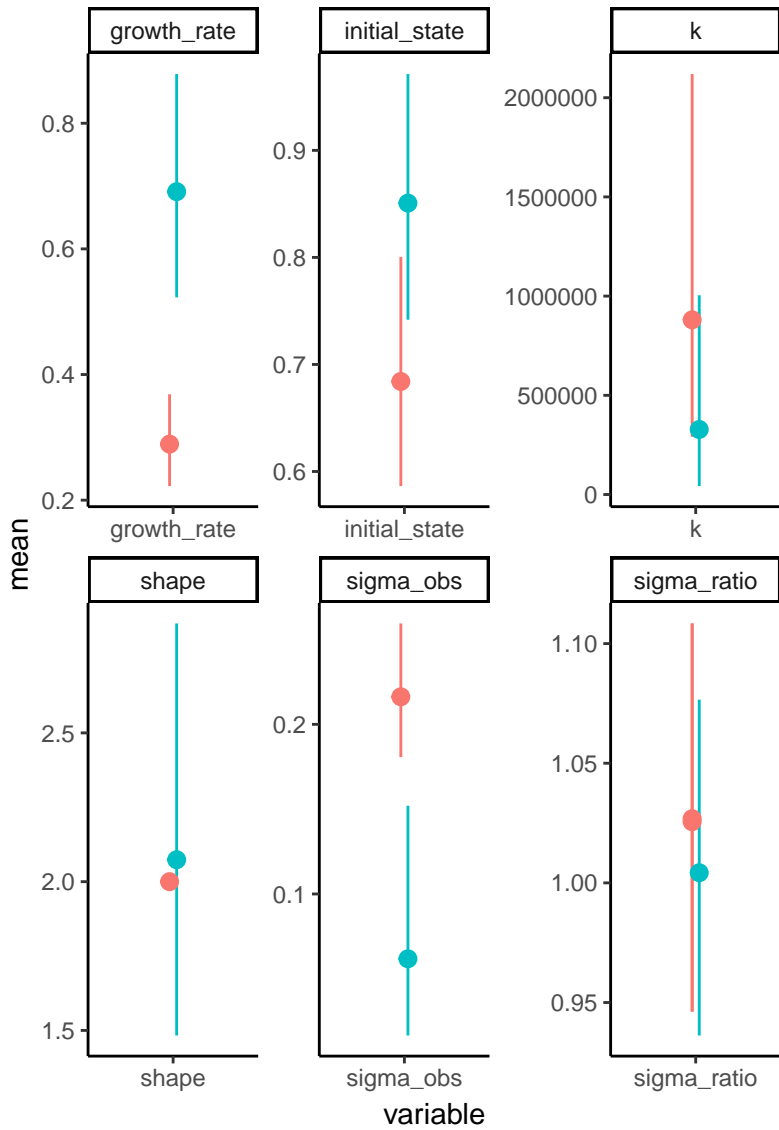 growth_rate
initial_state
k
0.8
0.6
0.4
0.2
0.9
0.8
0.7
0.6
2000000
1500000
1000000
500000
0
growth_rate
initial_state
k
mean
shape
sigma_obs
sigma_ratio
2.5
2.0
1.5
0.2
0.1
1.10
1.05
1.00
0.95
shape
sigma_obs
sigma_ratio
variable